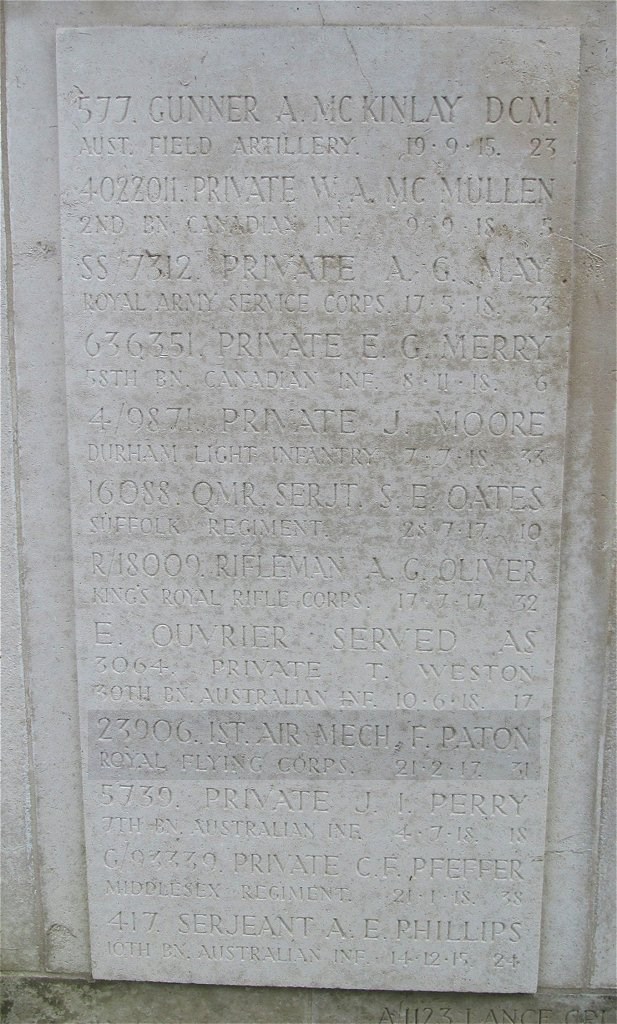 577. GUNNER A. MC KINLAY DCM.
AUST. FIELD ARTILLERY. 19·9·15. 23
4022011. PRIVATE W. A. MC MULLEN
2ND BN. CANADIAN INF. 9·9·18. 5
SS/7312. PRIVATE A. G. MAY
ROYAL ARMY SERVICE CORPS. 17·5·18. 33
636351. PRIVATE E. G. MERRY
58TH BN. CANADIAN INF. 8·11·18. 6
4/9871. PRIVATE J. MOORE
DURHAM LIGHT INFANTRY 7·7·18. 33
16088. QMR. SERJT. S. E. OATES
SUFFOLK REGIMENT. 28·7·17. 10
R/18009. RIFLEMAN A. G. OLIVER
KING'S ROYAL RIFLE CORPS. 17·7·17. 32
E. OUVRIER SERVED AS
3064. PRIVATE T. WESTON
30TH BN. AUSTRALIAN INF. 10·6·18. 17
23906. 1ST. AIR MECH. F. PATON
ROYAL FLYING CORPS. 21·2·17. 31
5739. PRIVATE J. I. PERRY
7TH BN. AUSTRALIAN INF. 4·7·18. 18
G/93339. PRIVATE C. F. PFEFFER
MIDDLESEX REGIMENT. 21·1·18. 38
417. SERJEANT A. E. PHILLIPS
10TH BN. AUSTRALIAN INF. 14·12·15. 24
A/1123 LANCE CPL